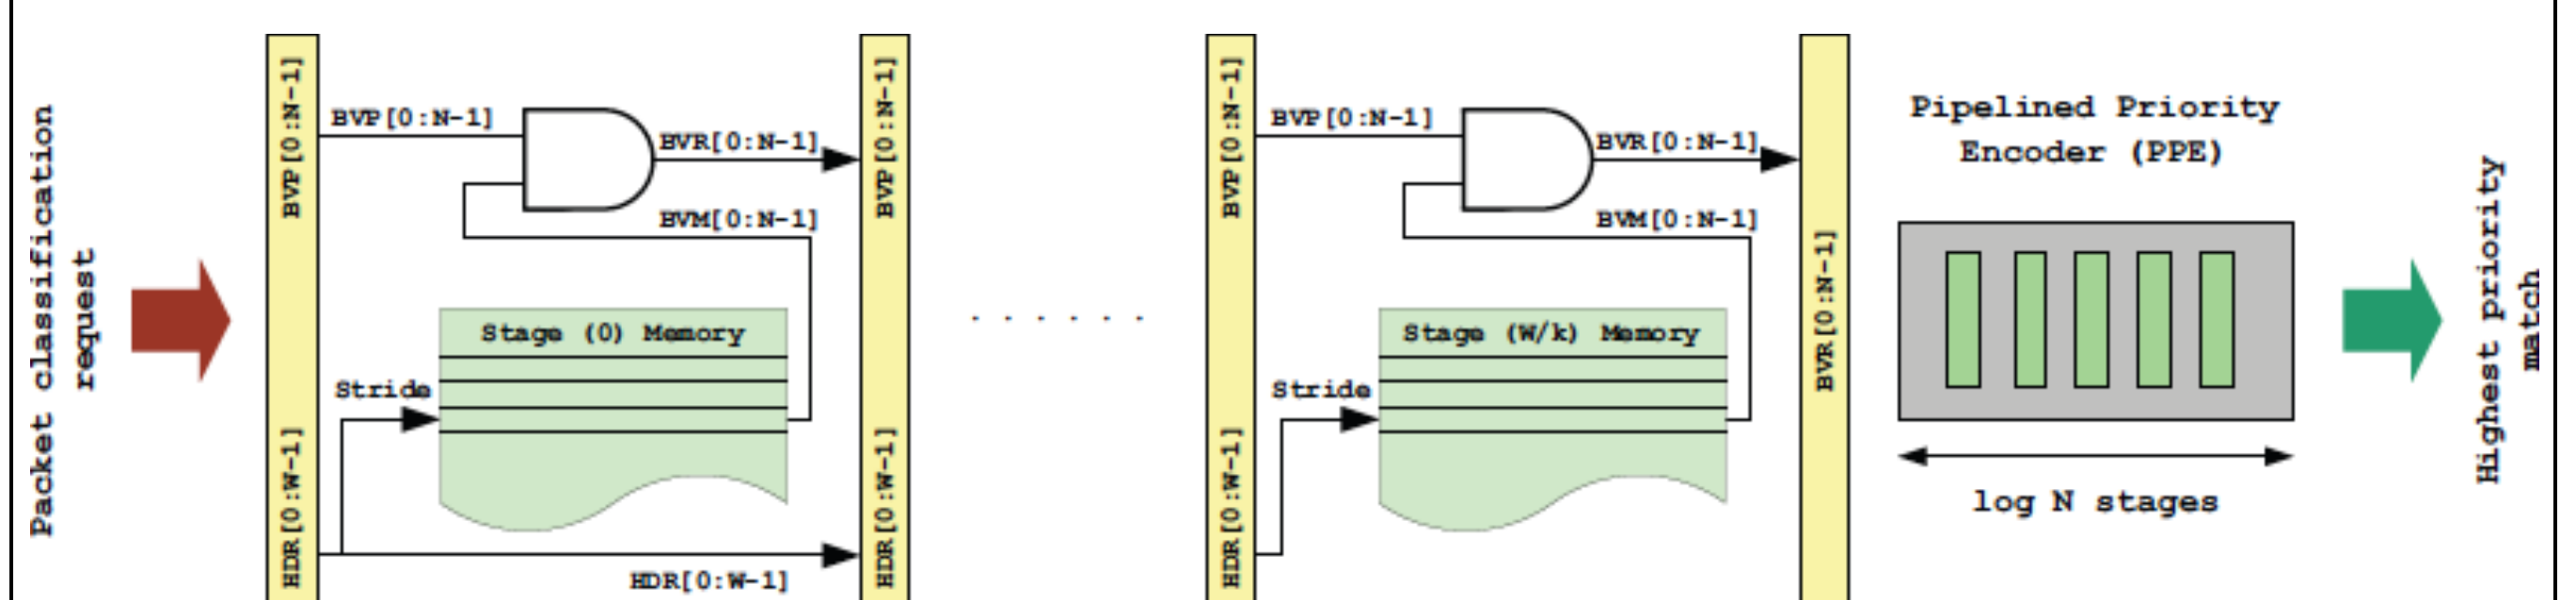 Packet classification
request
BVP[0:N-1]
HDR[0:W-1]
BVP[0:N-1]
BVR[0:N-1]
BVM[0:N-1]
Stage (0) Memory
Stride
HDR[0:W-1]
BVP[0:N-1]
HDR[0:W-1]
. . . . . .
BVP[0:N-1]
HDR[0:W-1]
BVP[0:N-1]
BVR[0:N-1]
BVM[0:N-1]
Stage (W/k) Memory
Stride
BVR[0:N-1]
Pipelined Priority
Encoder (PPE)
log N stages
Highest priority
match